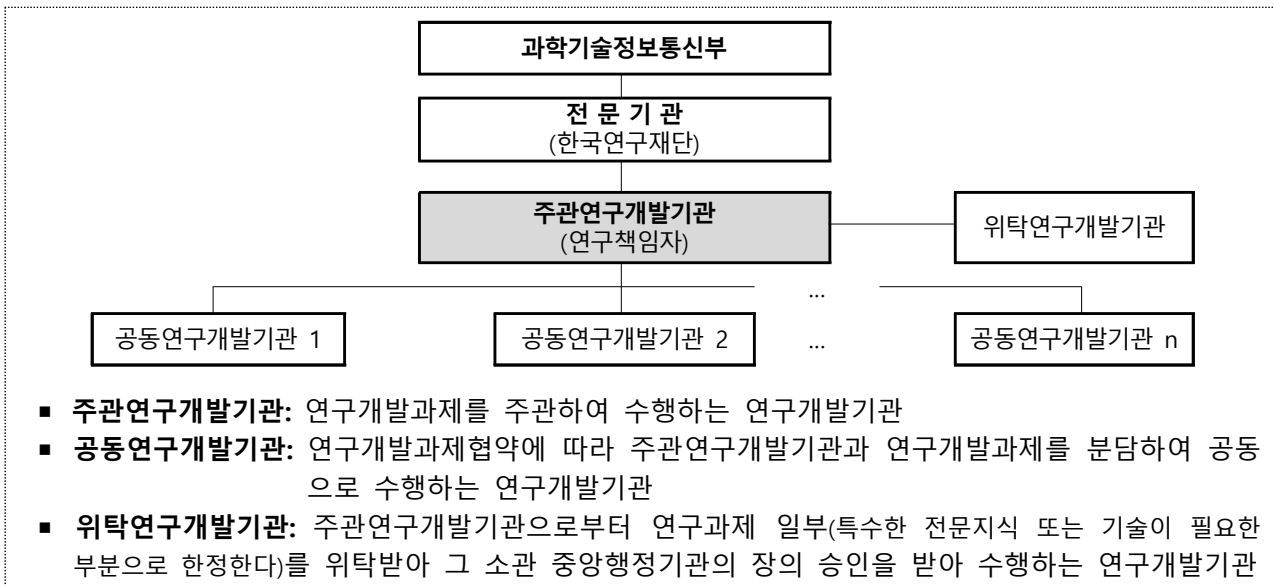 과학기술정보통신부
전 문 기 관
(한국연구재단)
주관연구개발기관
(연구책임자)
위탁연구개발기관
...
공동연구개발기관 1
공동연구개발기관 2
...
공동연구개발기관 n
▪ 주관연구개발기관: 연구개발과제를 주관하여 수행하는 연구개발기관
▪ 공동연구개발기관: 연구개발과제협약에 따라 주관연구개발기관과 연구개발과제를 분담하여 공동
으로 수행하는 연구개발기관
▪ 위탁연구개발기관: 주관연구개발기관으로부터 연구과제 일부(특수한 전문지식 또는 기술이 필요한
부분으로 한정한다)를 위탁받아 그 소관 중앙행정기관의 장의 승인을 받아 수행하는 연구개발기관